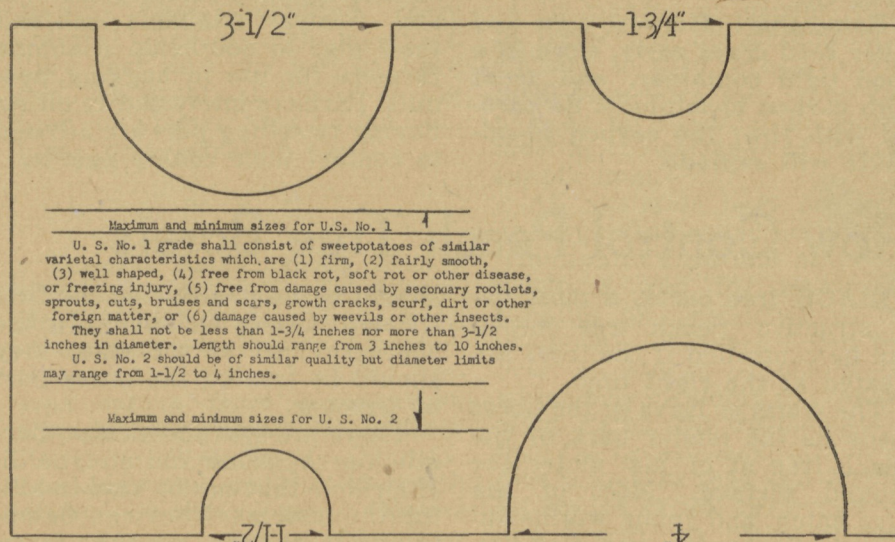 3-1/2"
1-3/4"
Maximum and minimum sizes for U.S. No. 1
U. S. No. 1 grade shall consist of sweetpotatoes of similar
varietal characteristics which are (1) firm, (2) fairly smooth,
(3) well shaped, (4) free from black rot, soft rot or other disease,
or freezing injury, (5) free from damage caused by seconuary rootlets,
sprouts, cuts, bruises and scars, growth cracks, scurf, dirt or other
foreign matter, or (6) damage caused by weevils or other insects.
They shall not be less than 1-3/4 inches nor more than 3-1/2
inches in diameter. Length should range from 3 inches to 10 inches.
U. S. No. 2 should be of similar quality but diameter limits
may range from 1-1/2 to 4 inches.
Maximum and minimum sizes for U. S. No. 2
1-1/2
4